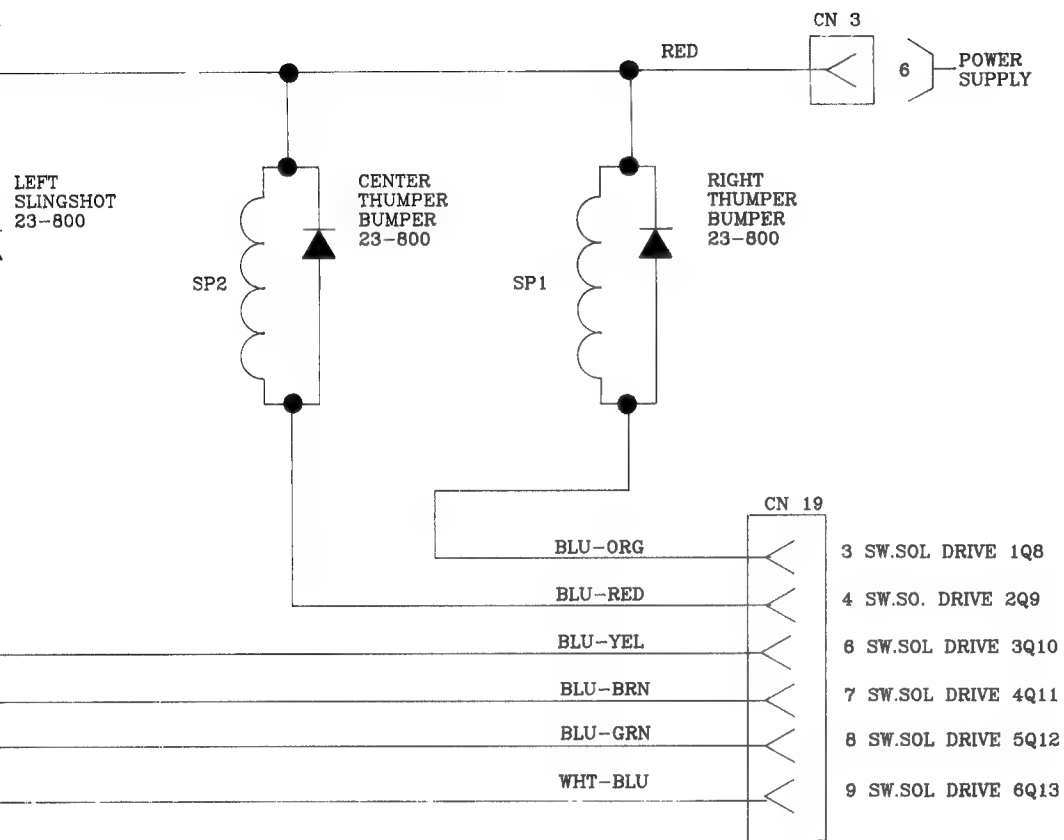 CN 3
RED
6
POWER
SUPPLY
LEFT
SLINGSHOT
23-800
CENTER
THUMPER
BUMPER
23-800
RIGHT
THUMPER
BUMPER
23-800
SP2
SP1
CN 19
BLU-ORG
3 SW.SOL DRIVE 1Q8
BLU-RED
4 SW.SO. DRIVE 2Q9
BLU-YEL
6 SW.SOL DRIVE 3Q10
BLU-BRN
7 SW.SOL DRIVE 4Q11
BLU-GRN
8 SW.SOL DRIVE 5Q12
WHT-BLU
9 SW.SOL DRIVE 6Q13